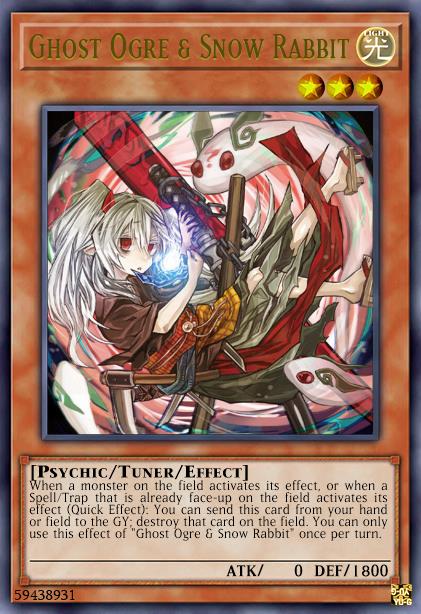 Ghost Ogre & Snow Rabbit
LIGHT
光
[Psychic/Tuner/Effect]
When a monster on the field activates its effect, or when a
Spell/Trap that is already face-up on the field activates its
effect (Quick Effect): You can send this card from your hand
or field to the GY; destroy that card on the field. You can only
use this effect of "Ghost Ogre & Snow Rabbit" once per turn.
ATK/ 0 DEF/1800
59438931